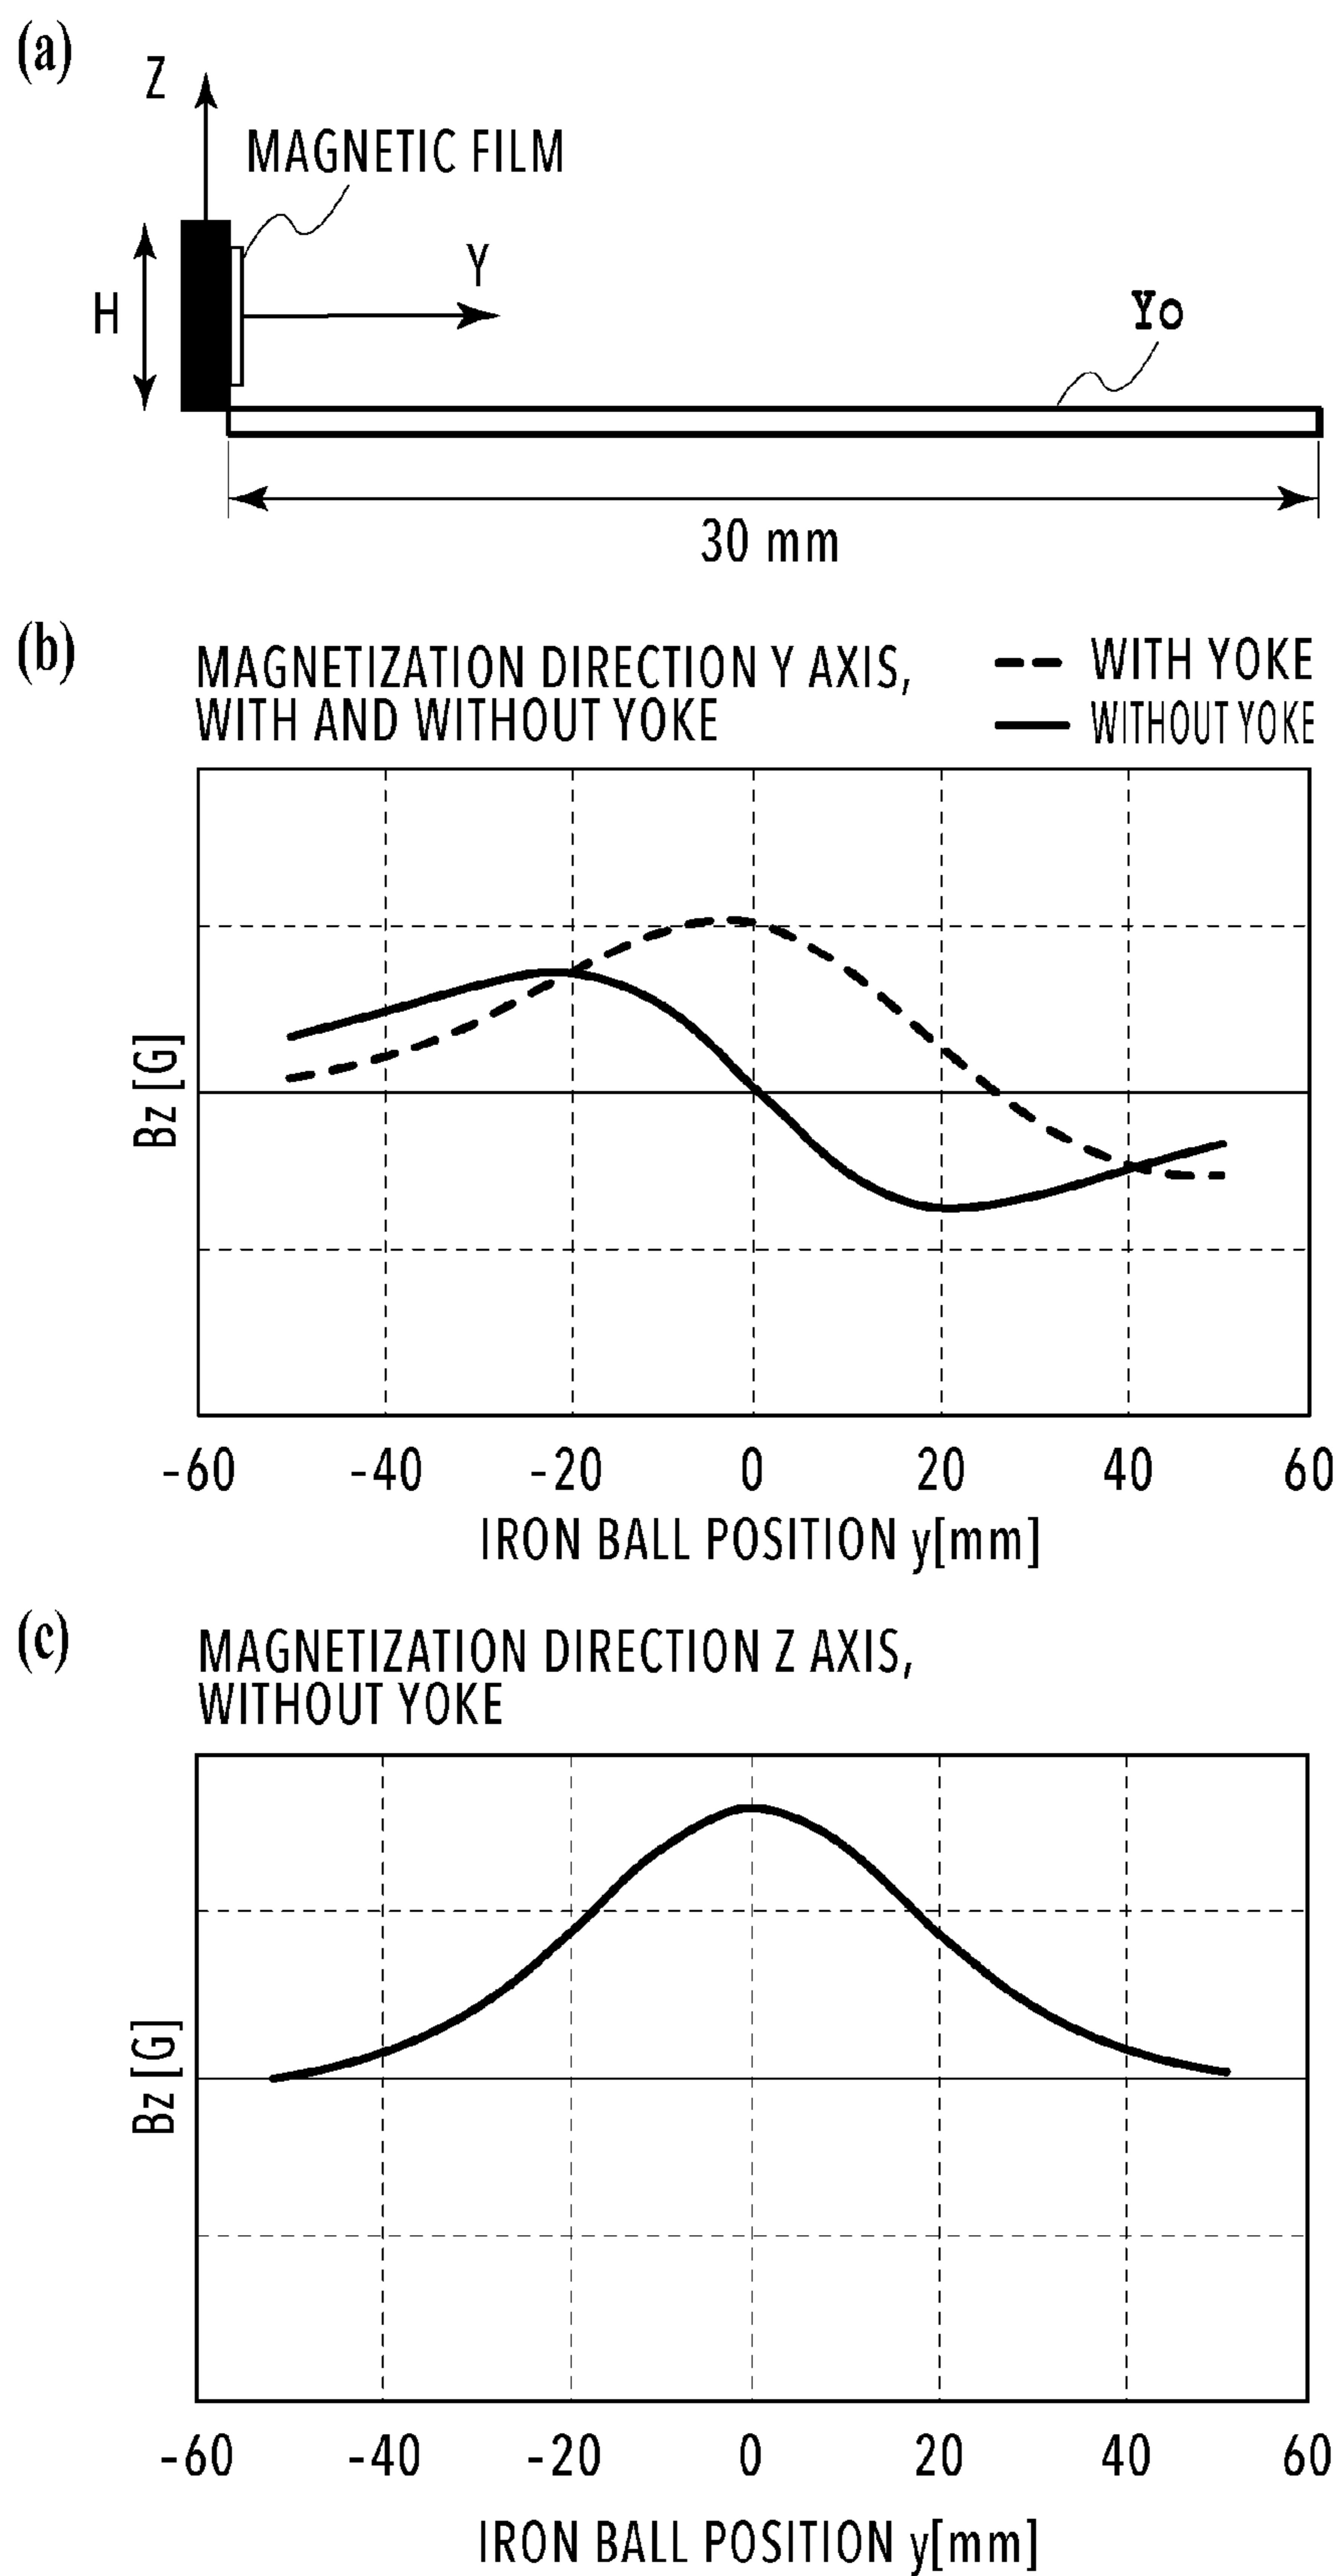 (a)
Z
MAGNETIC FILM
Y
H
Yo
30 mm
(b)
MAGNETIZATION DIRECTION Y AXIS,
WITH AND WITHOUT YOKE
WITH YOKE
WITHOUT YOKE
Bz [G]
-60 -40 -20 0 20 40 60
IRON BALL POSITION y[mm]
(c)
MAGNETIZATION DIRECTION Z AXIS,
WITHOUT YOKE
Bz [G]
-60 -40 -20 0 20 40 60
IRON BALL POSITION y[mm]